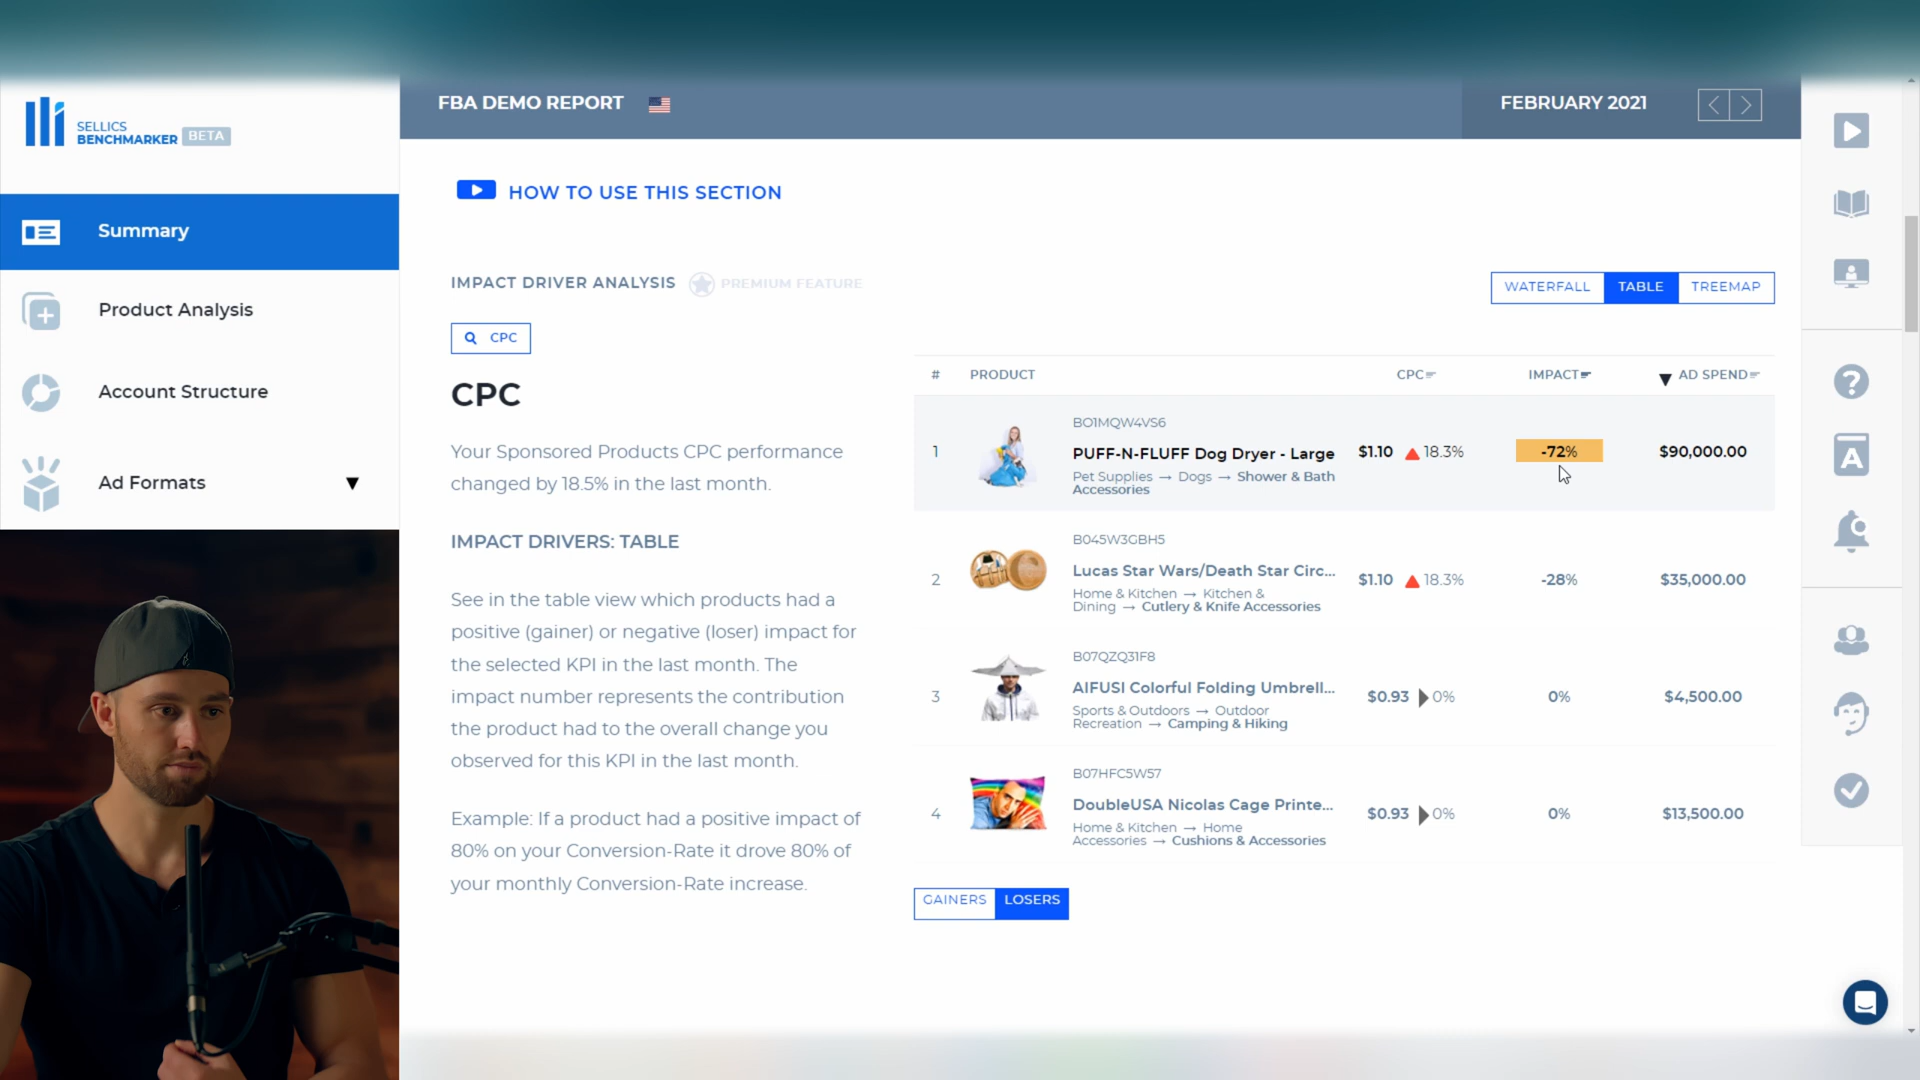 SELLICS
BENCHMARKER BETA
FBA DEMO REPORT
FEBRUARY 2021
Summary
Product Analysis
Account Structure
Ad Formats
HOW TO USE THIS SECTION
IMPACT DRIVER ANALYSIS PREMIUM FEATURE
WATERFALL TABLE TREEMAP
CPC
CPC
Your Sponsored Products CPC performance
changed by 18.5% in the last month.
IMPACT DRIVERS: TABLE
See in the table view which products had a
positive (gainer) or negative (loser) impact for
the selected KPI in the last month. The
impact number represents the contribution
the product had to the overall change you
observed for this KPI in the last month.
Example: If a product had a positive impact of
80% on your Conversion-Rate it drove 80% of
your monthly Conversion-Rate increase.
# PRODUCT CPC IMPACT AD SPEND
B01MQW4VS6
1 PUFF-N-FLUFF Dog Dryer - Large $1.10 18.3% -72% $90,000.00
Pet Supplies → Dogs → Shower & Bath
Accessories
B045W3GBH5
2 Lucas Star Wars/Death Star Circ... $1.10 18.3% -28% $35,000.00
Home & Kitchen → Kitchen &
Dining → Cutlery & Knife Accessories
B07QZQ31F8
3 AIFUSI Colorful Folding Umbrell... $0.93 0% 0% $4,500.00
Sports & Outdoors → Outdoor
Recreation → Camping & Hiking
B07HFC5W57
4 DoubleUSA Nicolas Cage Printe... $0.93 0% 0% $13,500.00
Home & Kitchen → Home
Accessories → Cushions & Accessories
GAINERS LOSERS